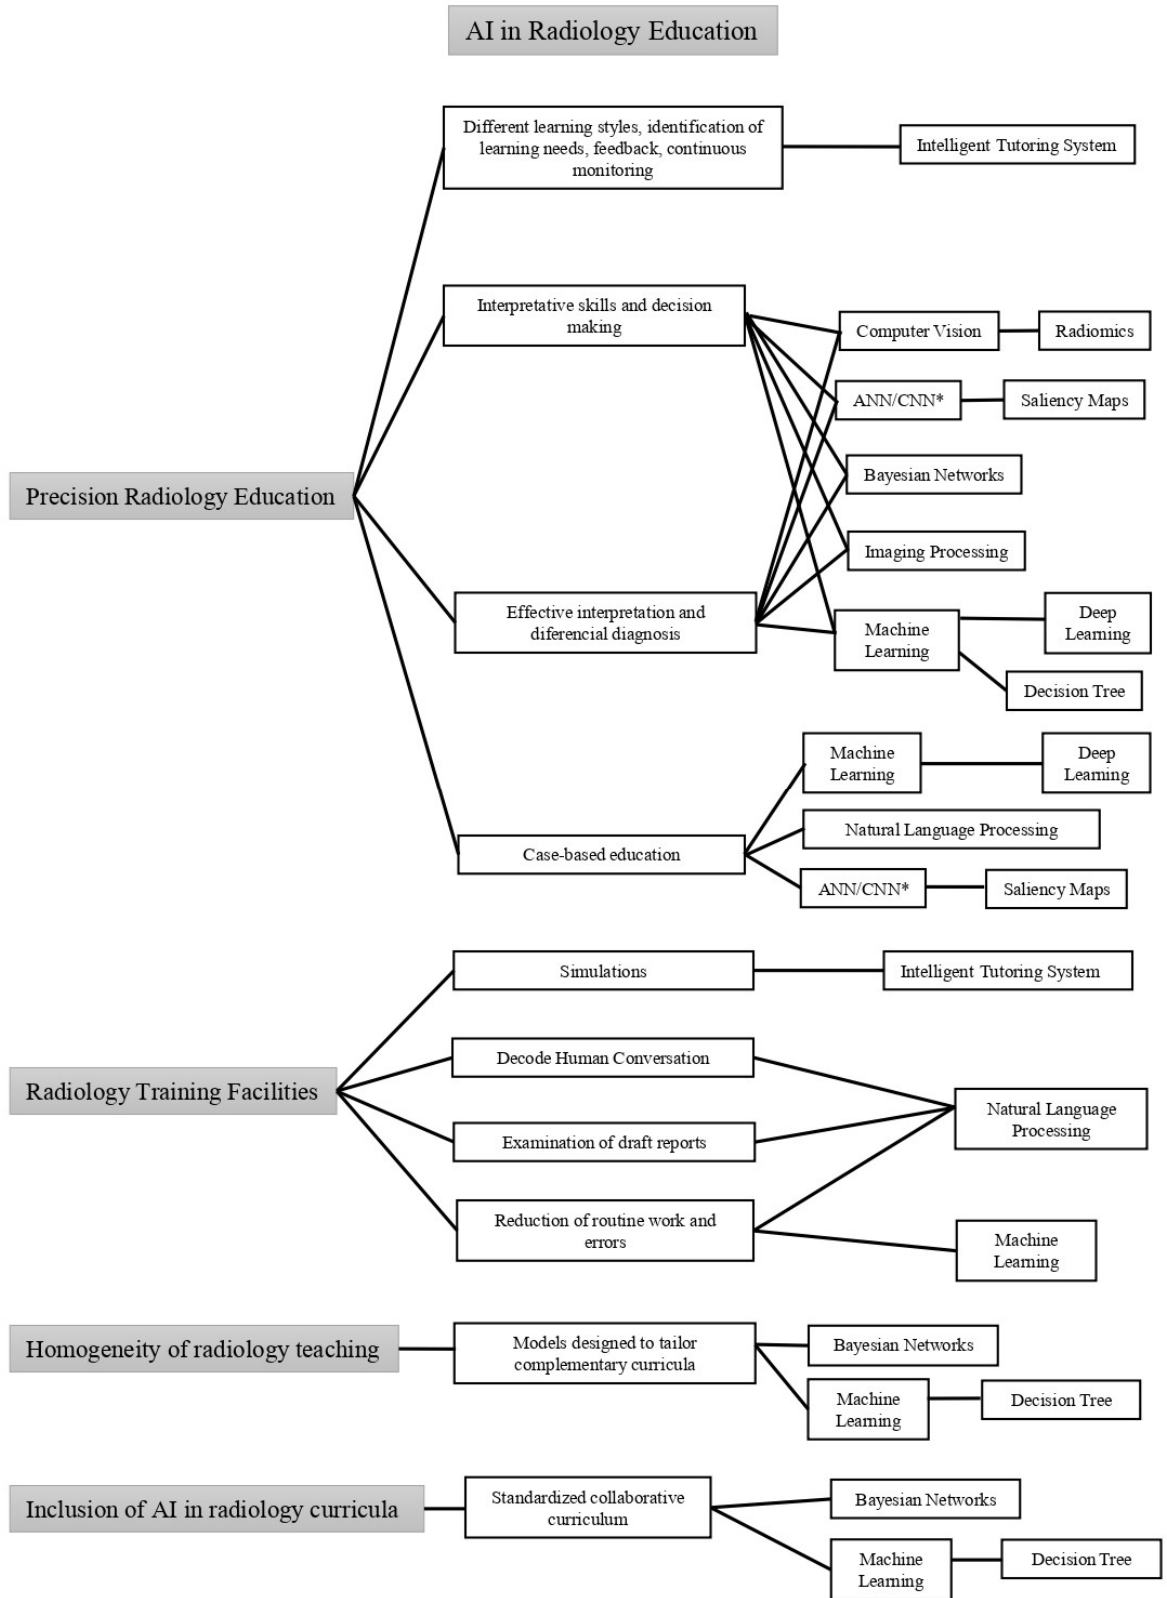 AI in Radiology Education
Different learning styles, identification of
learning needs, feedback, continuous
monitoring
Intelligent Tutoring System
Interpretative skills and decision
making
Computer Vision
Radiomics
ANN/CNN*
Saliency Maps
Bayesian Networks
Precision Radiology Education
Imaging Processing
Effective interpretation and
diferencial diagnosis
Machine
Learning
Deep
Learning
Decision Tree
Machine
Learning
Deep
Learning
Natural Language Processing
Case-based education
ANN/CNN*
Saliency Maps
Simulations
Intelligent Tutoring System
Decode Human Conversation
Radiology Training Facilities
Natural Language
Processing
Examination of draft reports
Reduction of routine work and
errors
Machine
Learning
Homogeneity of radiology teaching
Models designed to tailor
complementary curricula
Bayesian Networks
Machine
Learning
Decision Tree
Inclusion of AI in radiology curricula
Standardized collaborative
curriculum
Bayesian Networks
Machine
Learning
Decision Tree